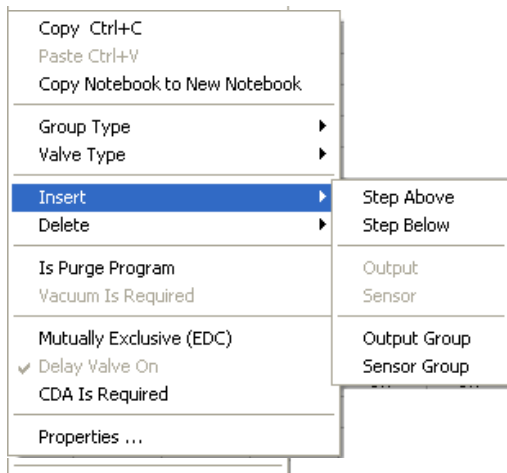 Copy Ctrl+C
Paste Ctrl+V
Copy Notebook to New Notebook
Group Type
Valve Type
Insert
Delete
Is Purge Program
Vacuum Is Required
Mutually Exclusive (EDC)
Delay Valve On
CDA Is Required
Properties ...
Step Above
Step Below
Output
Sensor
Output Group
Sensor Group